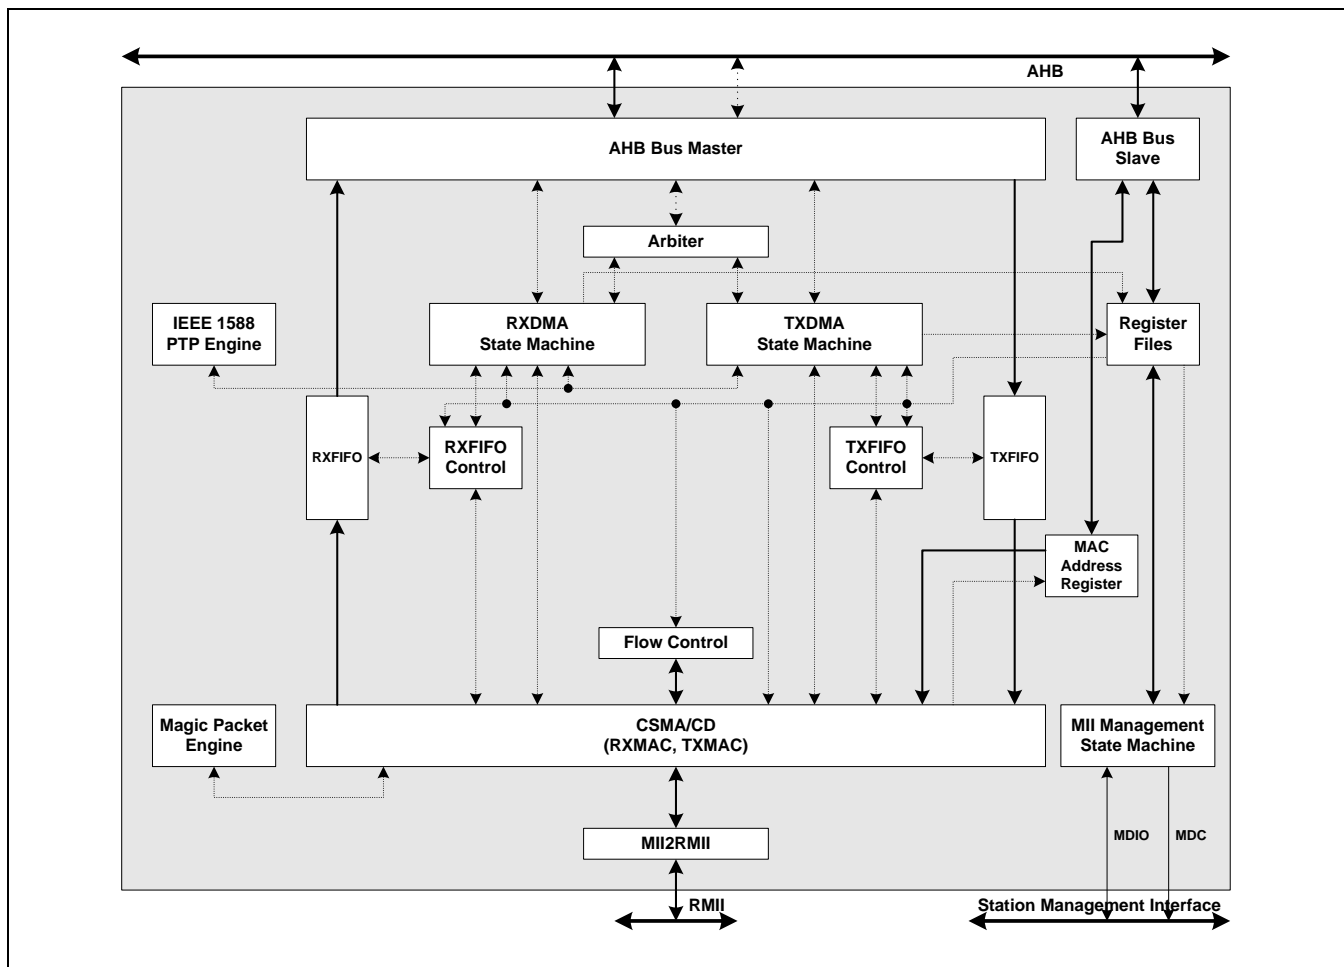 AHB
AHB Bus Master
AHB Bus
Slave
Arbiter
IEEE 1588
PTP Engine
RXDMA
State Machine
TXDMA
State Machine
Register
Files
RXFIFO
RXFIFO
Control
TXFIFO
Control
TXFIFO
MAC
Address
Register
Flow Control
Magic Packet
Engine
CSMA/CD
(RXMAC, TXMAC)
MII Management
State Machine
MII2RMII
MDIO
MDC
RMII
Station Management Interface